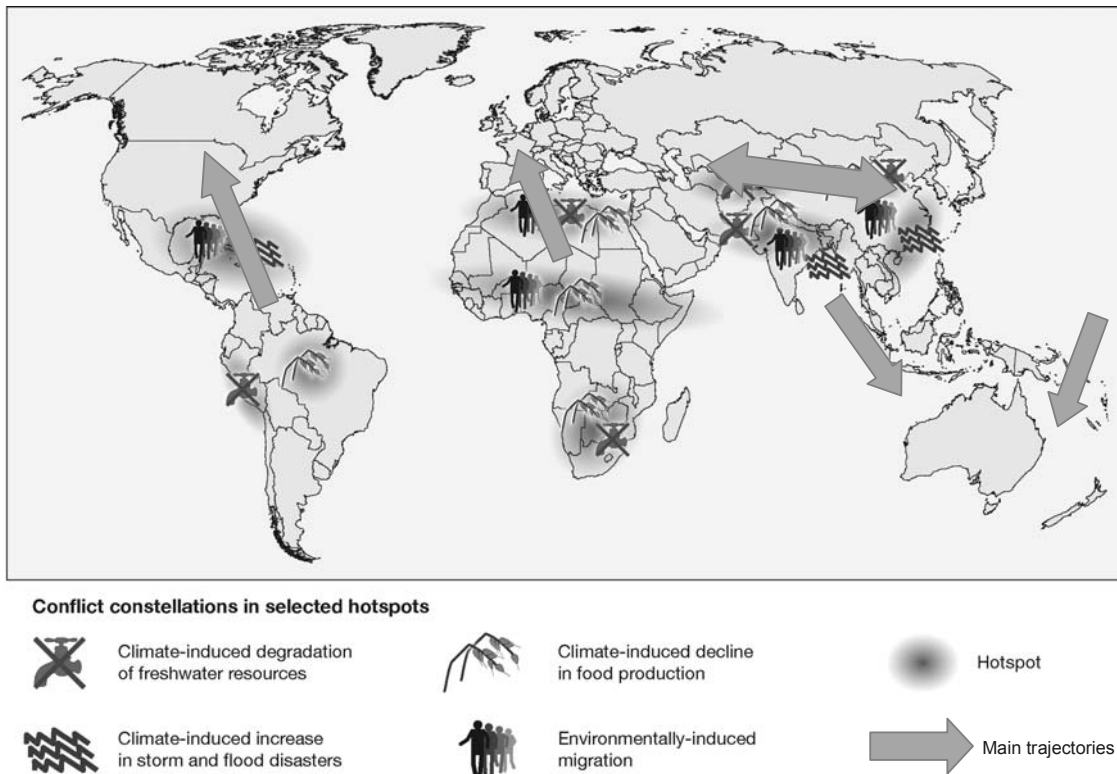 Conflict constellations in selected hotspots
Climate-induced degradation
of freshwater resources
Climate-induced decline
in food production
Hotspot
Climate-induced increase
in storm and flood disasters
Environmentally-induced
migration
Main trajectories